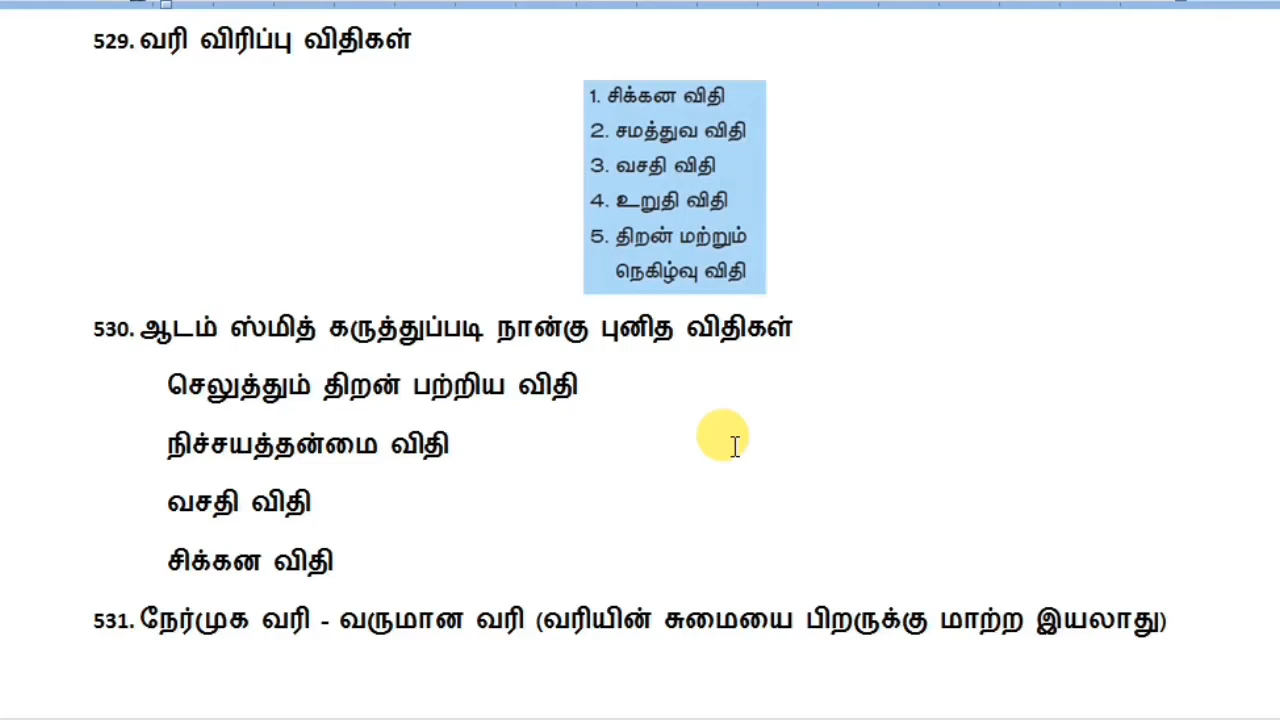 529. வரி விரிப்பு விதிகள்
1. சிக்கன விதி
2. சமத்துவ விதி
3. வசதி விதி
4. உறுதி விதி
5. திறன் மற்றும்
நெகிழ்வு விதி
530. ஆடம் ஸ்மித் கருத்துப்படி நான்கு புனித விதிகள்
செலுத்தும் திறன் பற்றிய விதி
நிச்சயத்தன்மை விதி
வசதி விதி
சிக்கன விதி
531. நேர்முக வரி - வருமான வரி (வரியின் சுமையை பிறருக்கு மாற்ற இயலாது)